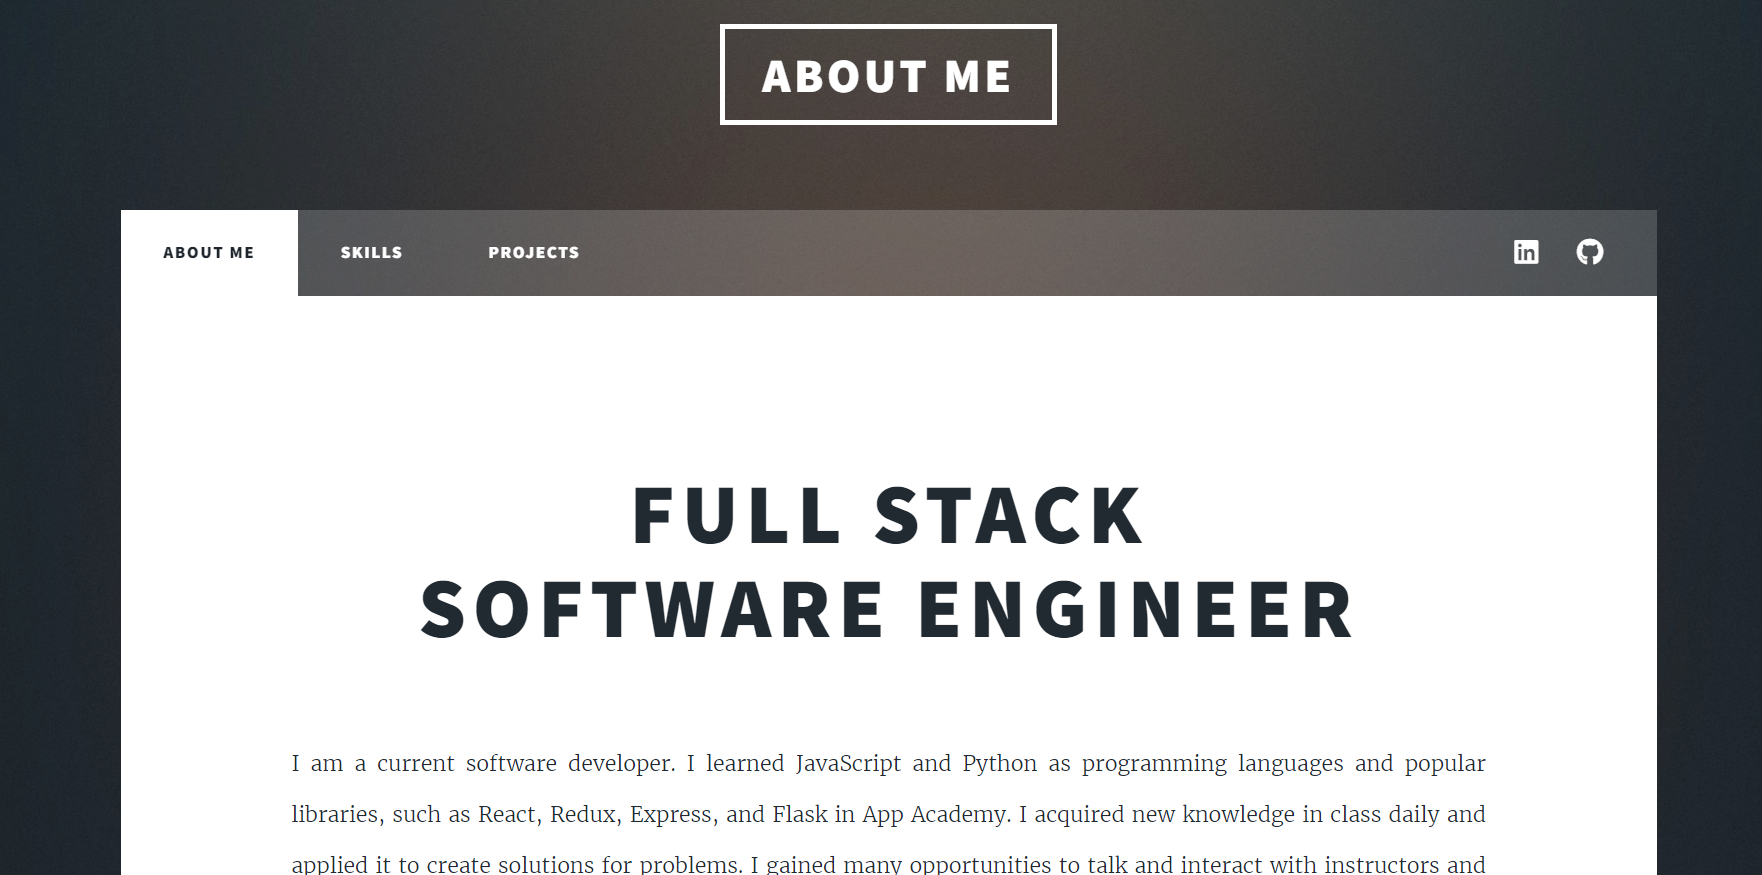 ABOUT ME
ABOUT ME SKILLS PROJECTS in
FULL STACK
SOFTWARE ENGINEER
I am a current software developer. I learned JavaScript and Python as programming languages and popular
libraries, such as React, Redux, Express, and Flask in App Academy. I acquired new knowledge in class daily and
applied it to create solutions for problems. I gained many opportunities to talk and interact with instructors and